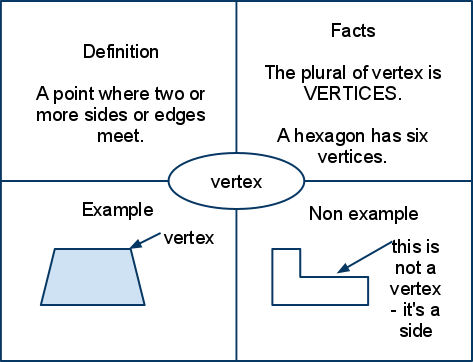 Definition
A point where two or
more sides or edges
meet.
Facts
The plural of vertex is
VERTICES.
A hexagon has six
vertices.
vertex
Example
vertex
Non example
this is
not a
vertex
- it's a
side